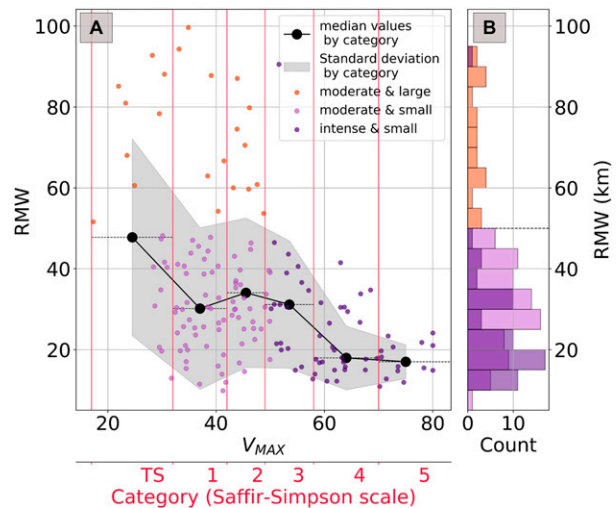 A
B
median values
by category
Standard deviation
by category
moderate & large
moderate & small
intense & small
RMW
100
80
60
40
20
20
40
60
80
V_MAX
TS 1 2 3 4 5
Category (Saffir-Simpson scale)
100
80
60
40
20
RMW (km)
0 10
Count